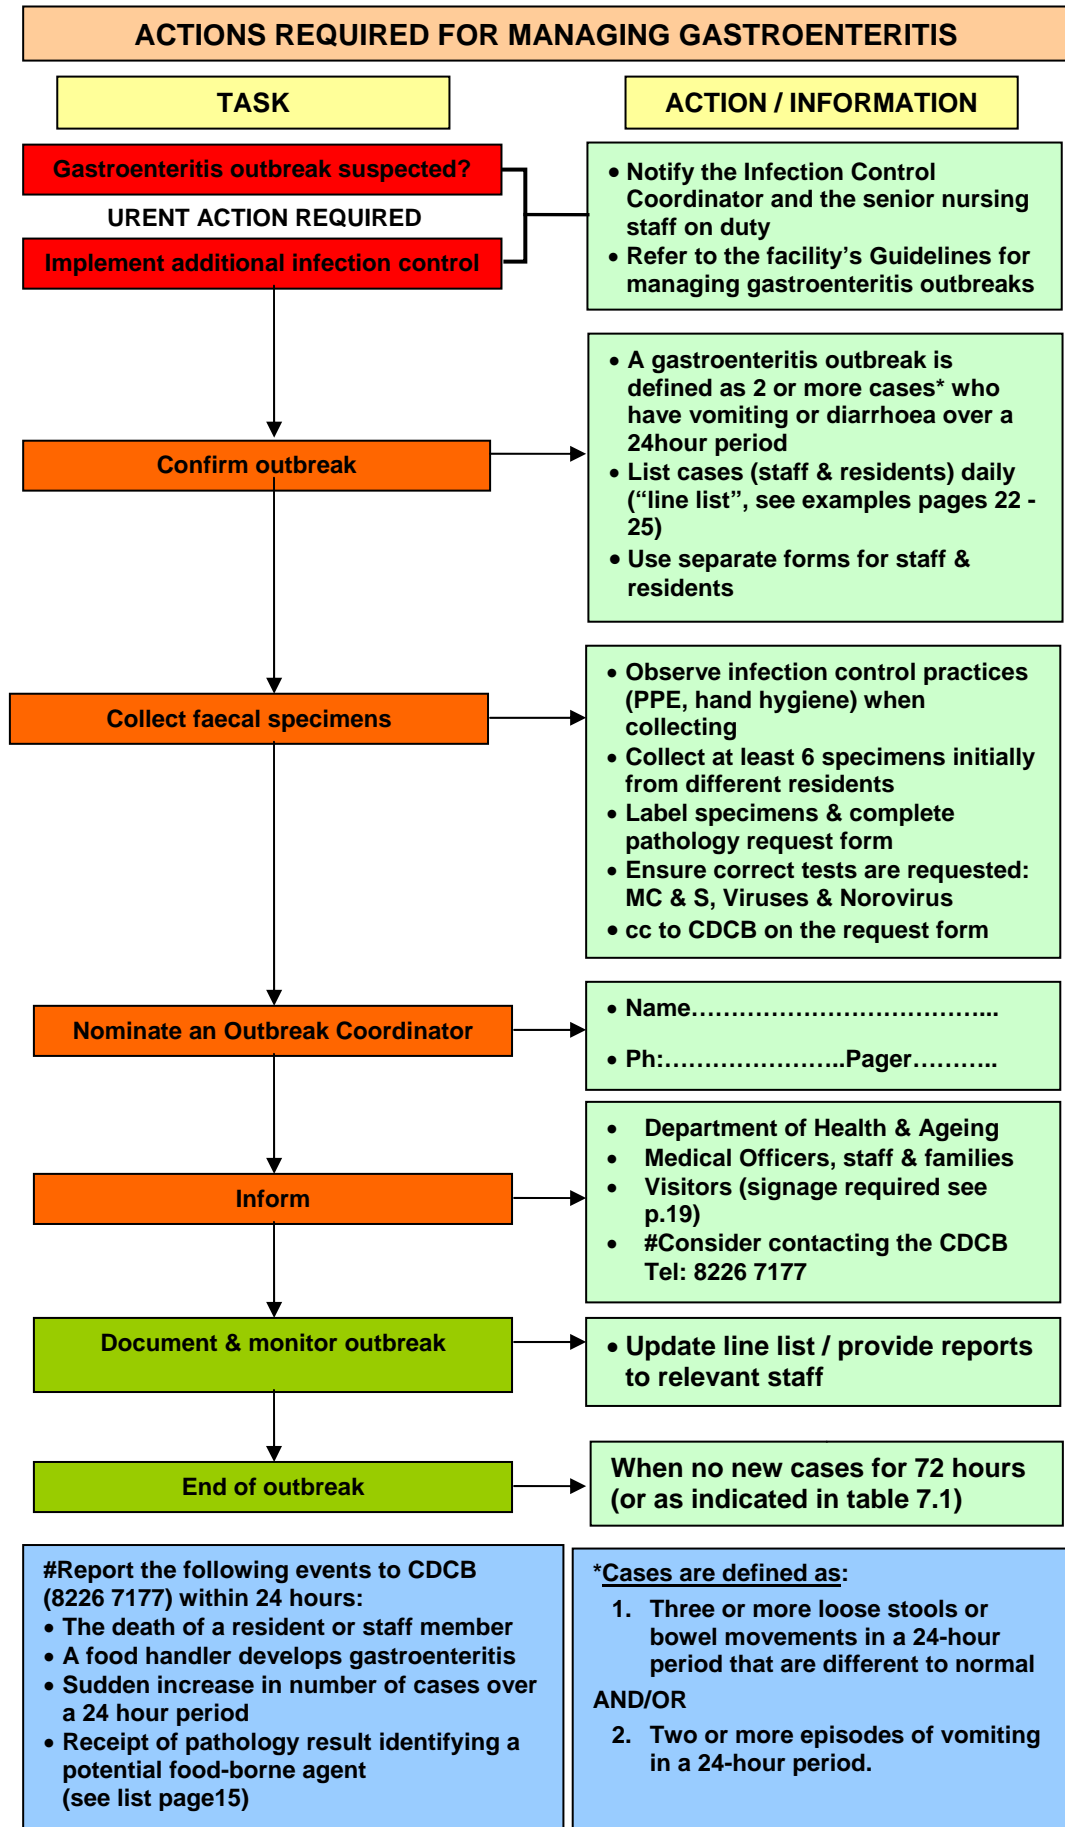 ACTIONS REQUIRED FOR MANAGING GASTROENTERITIS
TASK
ACTION / INFORMATION
Gastroenteritis outbreak suspected?
URENT ACTION REQUIRED
Implement additional infection control
• Notify the Infection Control
Coordinator and the senior nursing
staff on duty
• Refer to the facility’s Guidelines for
managing gastroenteritis outbreaks
Confirm outbreak
• A gastroenteritis outbreak is
defined as 2 or more cases* who
have vomiting or diarrhoea over a
24hour period
• List cases (staff & residents) daily
(“line list”, see examples pages 22 -
25)
• Use separate forms for staff &
residents
Collect faecal specimens
• Observe infection control practices
(PPE, hand hygiene) when
collecting
• Collect at least 6 specimens initially
from different residents
• Label specimens & complete
pathology request form
• Ensure correct tests are requested:
MC & S, Viruses & Norovirus
• cc to CDCB on the request form
Nominate an Outbreak Coordinator
• Name…………………………………...
• Ph:…………………..Pager………..
Inform
• Department of Health & Ageing
• Medical Officers, staff & families
• Visitors (signage required see
p.19)
• #Consider contacting the CDCB
Tel: 8226 7177
Document & monitor outbreak
• Update line list / provide reports
to relevant staff
End of outbreak
When no new cases for 72 hours
(or as indicated in table 7.1)
#Report the following events to CDCB
(8226 7177) within 24 hours:
• The death of a resident or staff member
• A food handler develops gastroenteritis
• Sudden increase in number of cases over
a 24 hour period
• Receipt of pathology result identifying a
potential food-borne agent
(see list page15)
*Cases are defined as:
1. Three or more loose stools or
bowel movements in a 24-hour
period that are different to normal
AND/OR
2. Two or more episodes of vomiting
in a 24-hour period.